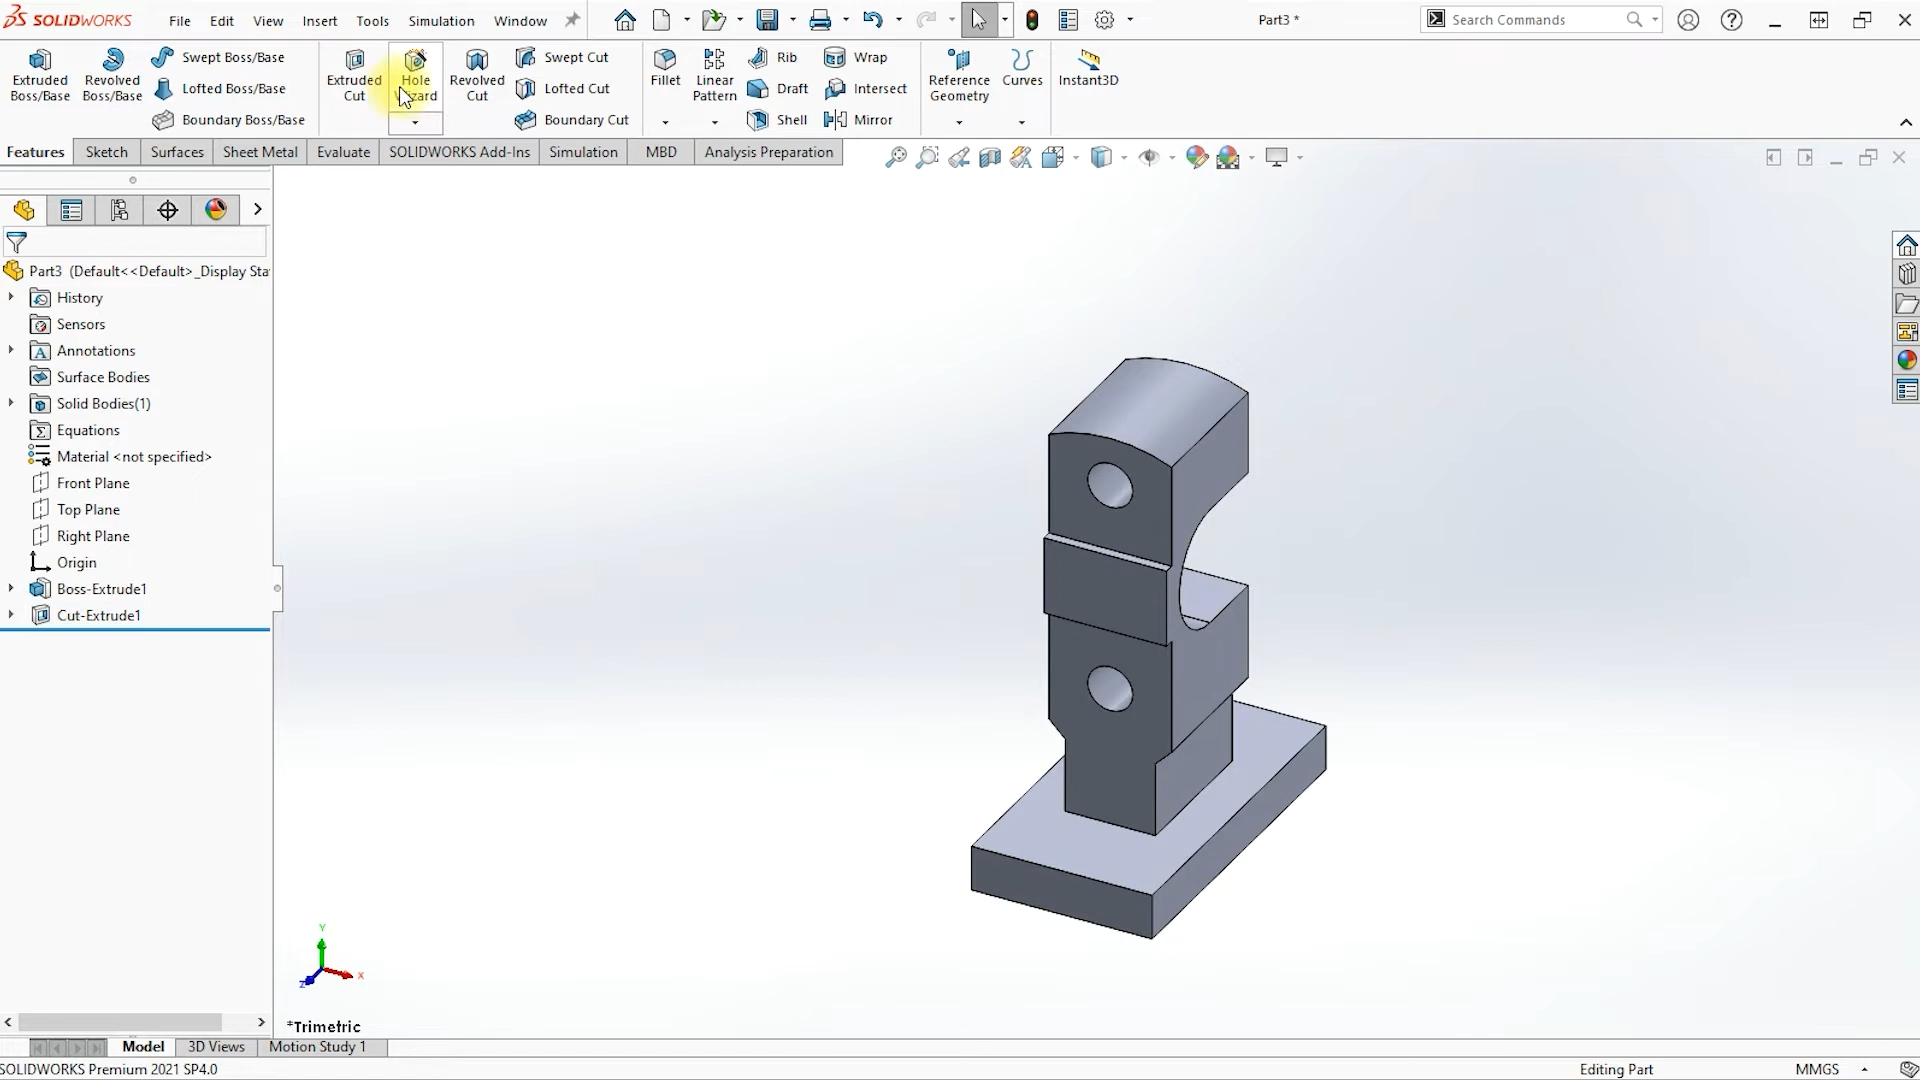 SOLIDWORKS File Edit View Insert Tools Simulation Window Part3 * Search Commands
Extruded Boss/Base Revolved Boss/Base Swept Boss/Base Lofted Boss/Base Boundary Boss/Base
Extruded Cut Hole Revolved Cut Swept Cut Lofted Cut Boundary Cut
Fillet Linear Pattern Rib Draft Shell Wrap Intersect Mirror
Reference Geometry Curves Instant3D
Features Sketch Surfaces Sheet Metal Evaluate SOLIDWORKS Add-Ins Simulation MBD Analysis Preparation
Part3 (Default<<Default>_Display Sta
History
Sensors
Annotations
Surface Bodies
Solid Bodies(1)
Equations
Material <not specified>
Front Plane
Top Plane
Right Plane
Origin
Boss-Extrude1
Cut-Extrude1
Y
X
Z
*Trimetric
Model 3D Views Motion Study 1
SOLIDWORKS Premium 2021 SP4.0 Editing Part MMGS